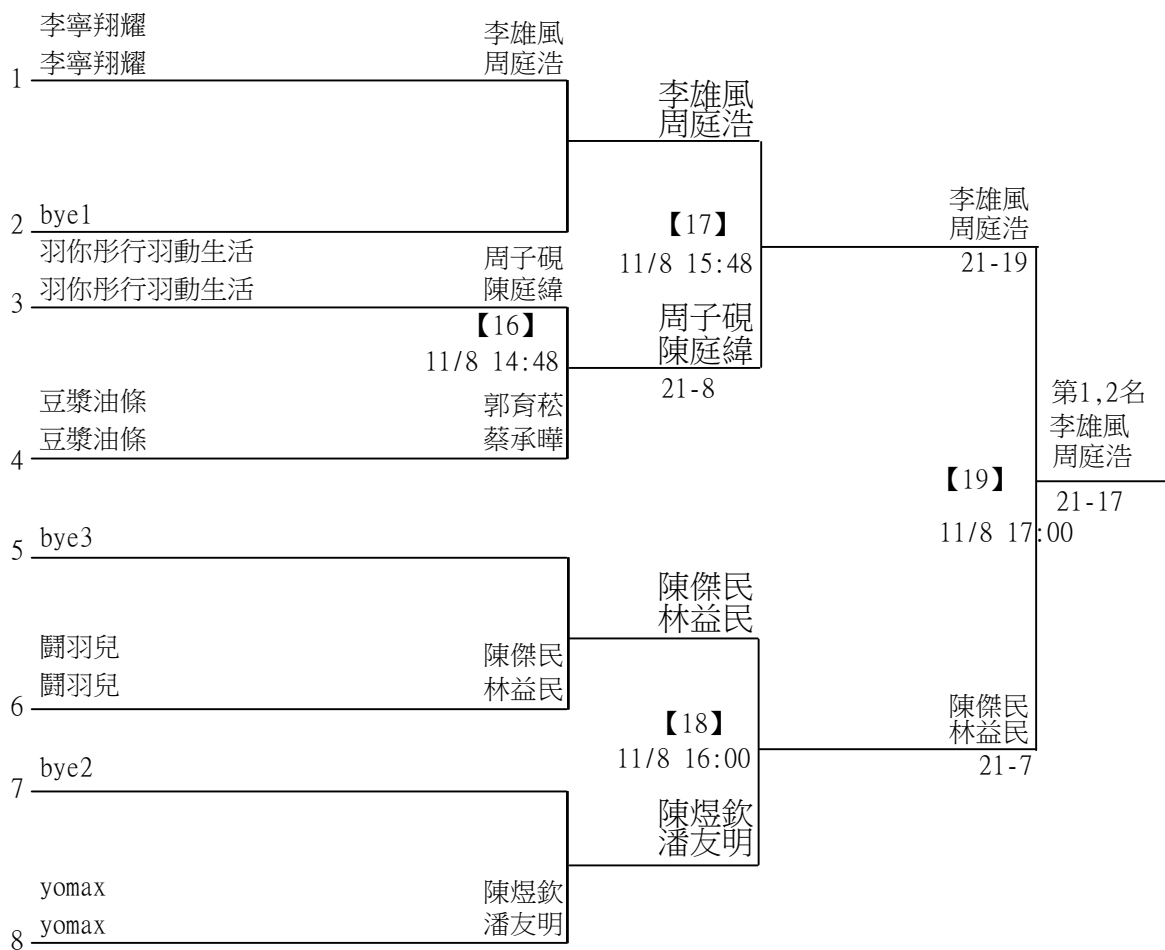 李寧翔耀
李寧翔耀
李雄風
周庭浩
1
李雄風
周庭浩
2 bye1
【17】
11/8 15:48
李雄風
周庭浩
21-19
羽你彤行羽動生活
羽你彤行羽動生活
周子硯
陳庭緯
3
【16】
11/8 14:48
周子硯
陳庭緯
21-8
豆漿油條
豆漿油條
郭育菘
蔡承曄
4
第1,2名
李雄風
周庭浩
21-17
【19】
11/8 17:00
5 bye3
陳傑民
林益民
鬪羽兒
鬪羽兒
陳傑民
林益民
6
【18】
11/8 16:00
陳傑民
林益民
21-7
7 bye2
陳煜欽
潘友明
yomax
yomax
陳煜欽
潘友明
8